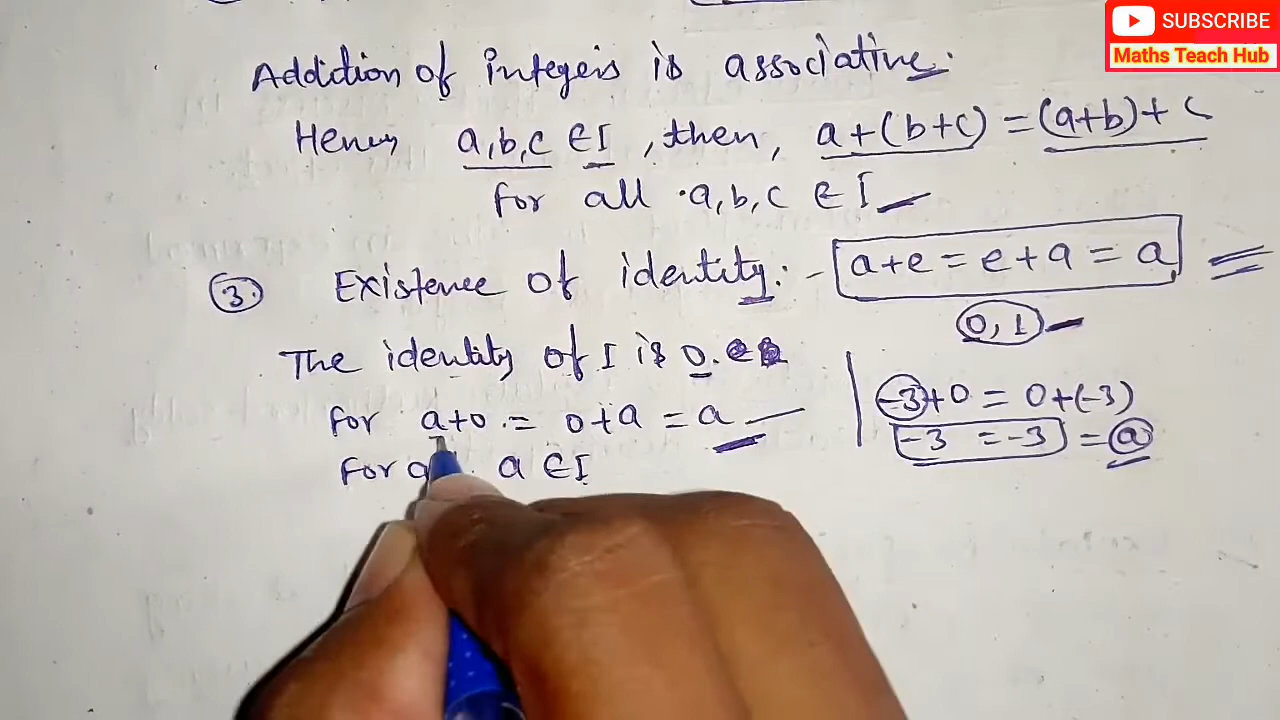 SUBSCRIBE
Maths Teach Hub
Addition of integers is associative.
Hence a,b,c ∈ I, then, a+(b+c) = (a+b)+c
for all a,b,c ∈ I
3. Existence of identity:- a+e = e+a = a
0, 1
The identity of I is 0.
for a+0 = 0+a = a
for a ∈ I
-3+0 = 0+(-3)
-3 = -3 = a